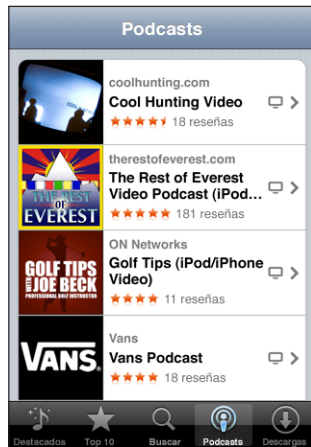 Podcasts
coolhunting.com
Cool Hunting Video
18 reseñas
therestofeverest.com
THE REST
OF
EVEREST
The Rest of Everest
Video Podcast (iPod...
181 reseñas
ON Networks
GOLF TIPS
WITH JOE BECK
PROFESSIONAL GOLF INSTRUCTOR
Golf Tips (iPod/iPhone
Video)
11 reseñas
VANS
Vans
Vans Podcast
18 reseñas
Destacados Top 10 Buscar Podcasts Descargas